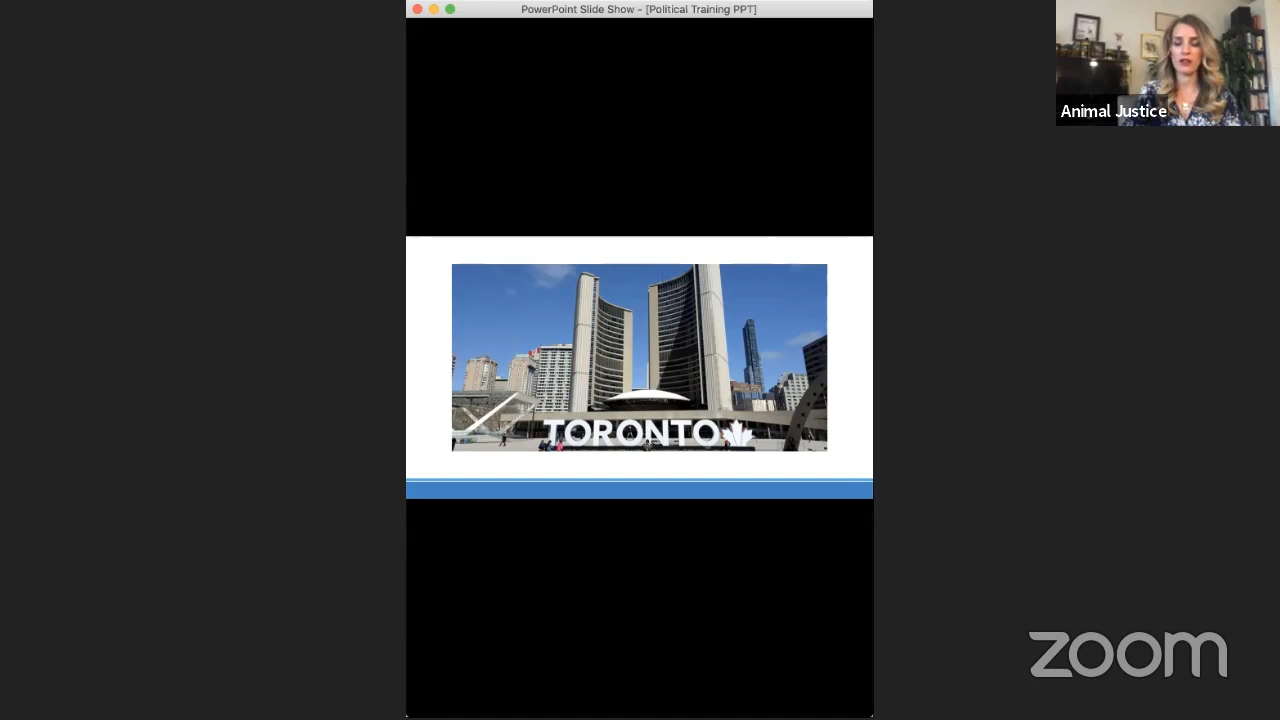 PowerPoint Slide Show - [Political Training PPT]
Animal Justice
TORONTO
zoom